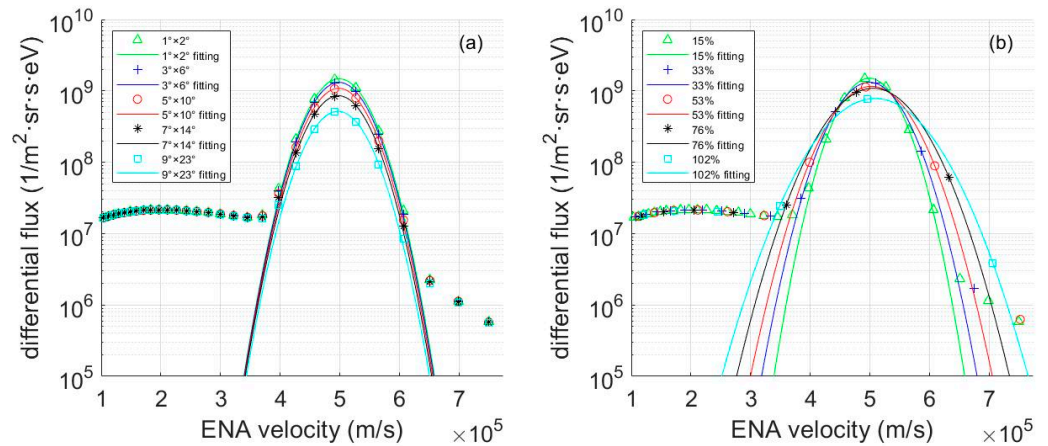 differential flux (1/m²·sr·s·eV)
10^10
10^9
10^8
10^7
10^6
10^5
(a)
1°×2°
1°×2° fitting
3°×6°
3°×6° fitting
5°×10°
5°×10° fitting
7°×14°
7°×14° fitting
9°×23°
9°×23° fitting
1 2 3 4 5 6 7
ENA velocity (m/s) ×10^5
differential flux (1/m²·sr·s·eV)
10^10
10^9
10^8
10^7
10^6
10^5
(b)
15%
15% fitting
33%
33% fitting
53%
53% fitting
76%
76% fitting
102%
102% fitting
1 2 3 4 5 6 7
ENA velocity (m/s) ×10^5